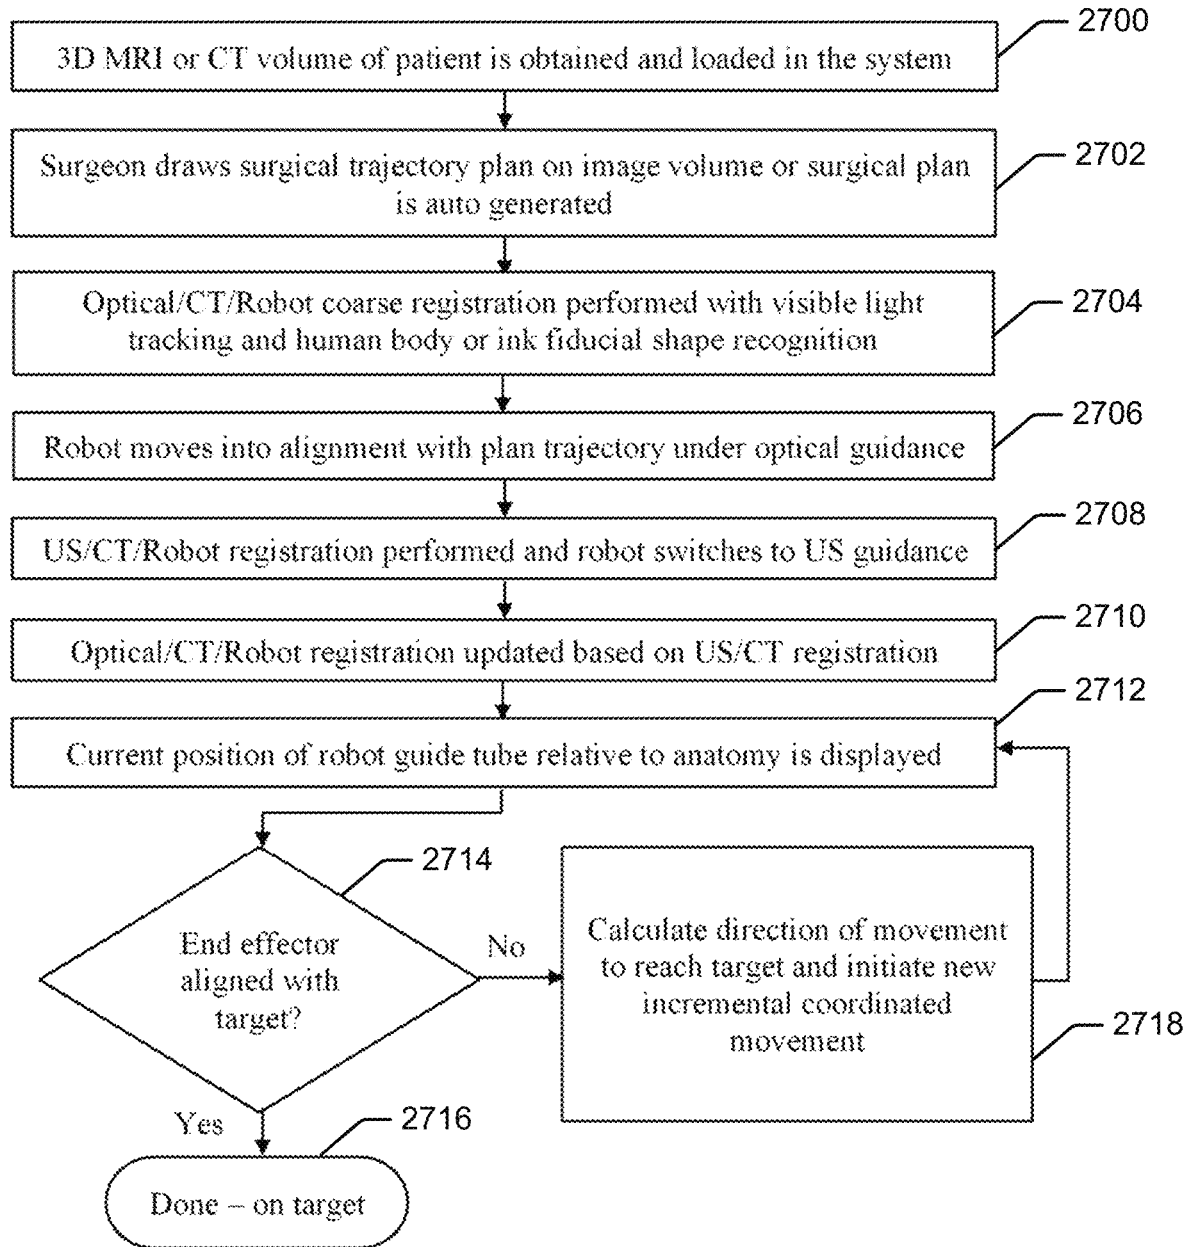 2700
3D MRI or CT volume of patient is obtained and loaded in the system
2702
Surgeon draws surgical trajectory plan on image volume or surgical plan
is auto generated
2704
Optical/CT/Robot coarse registration performed with visible light
tracking and human body or ink fiducial shape recognition
2706
Robot moves into alignment with plan trajectory under optical guidance
2708
US/CT/Robot registration performed and robot switches to US guidance
2710
Optical/CT/Robot registration updated based on US/CT registration
2712
Current position of robot guide tube relative to anatomy is displayed
2714
End effector
aligned with
target?
No
Calculate direction of movement
to reach target and initiate new
incremental coordinated
movement
2718
Yes
2716
Done – on target